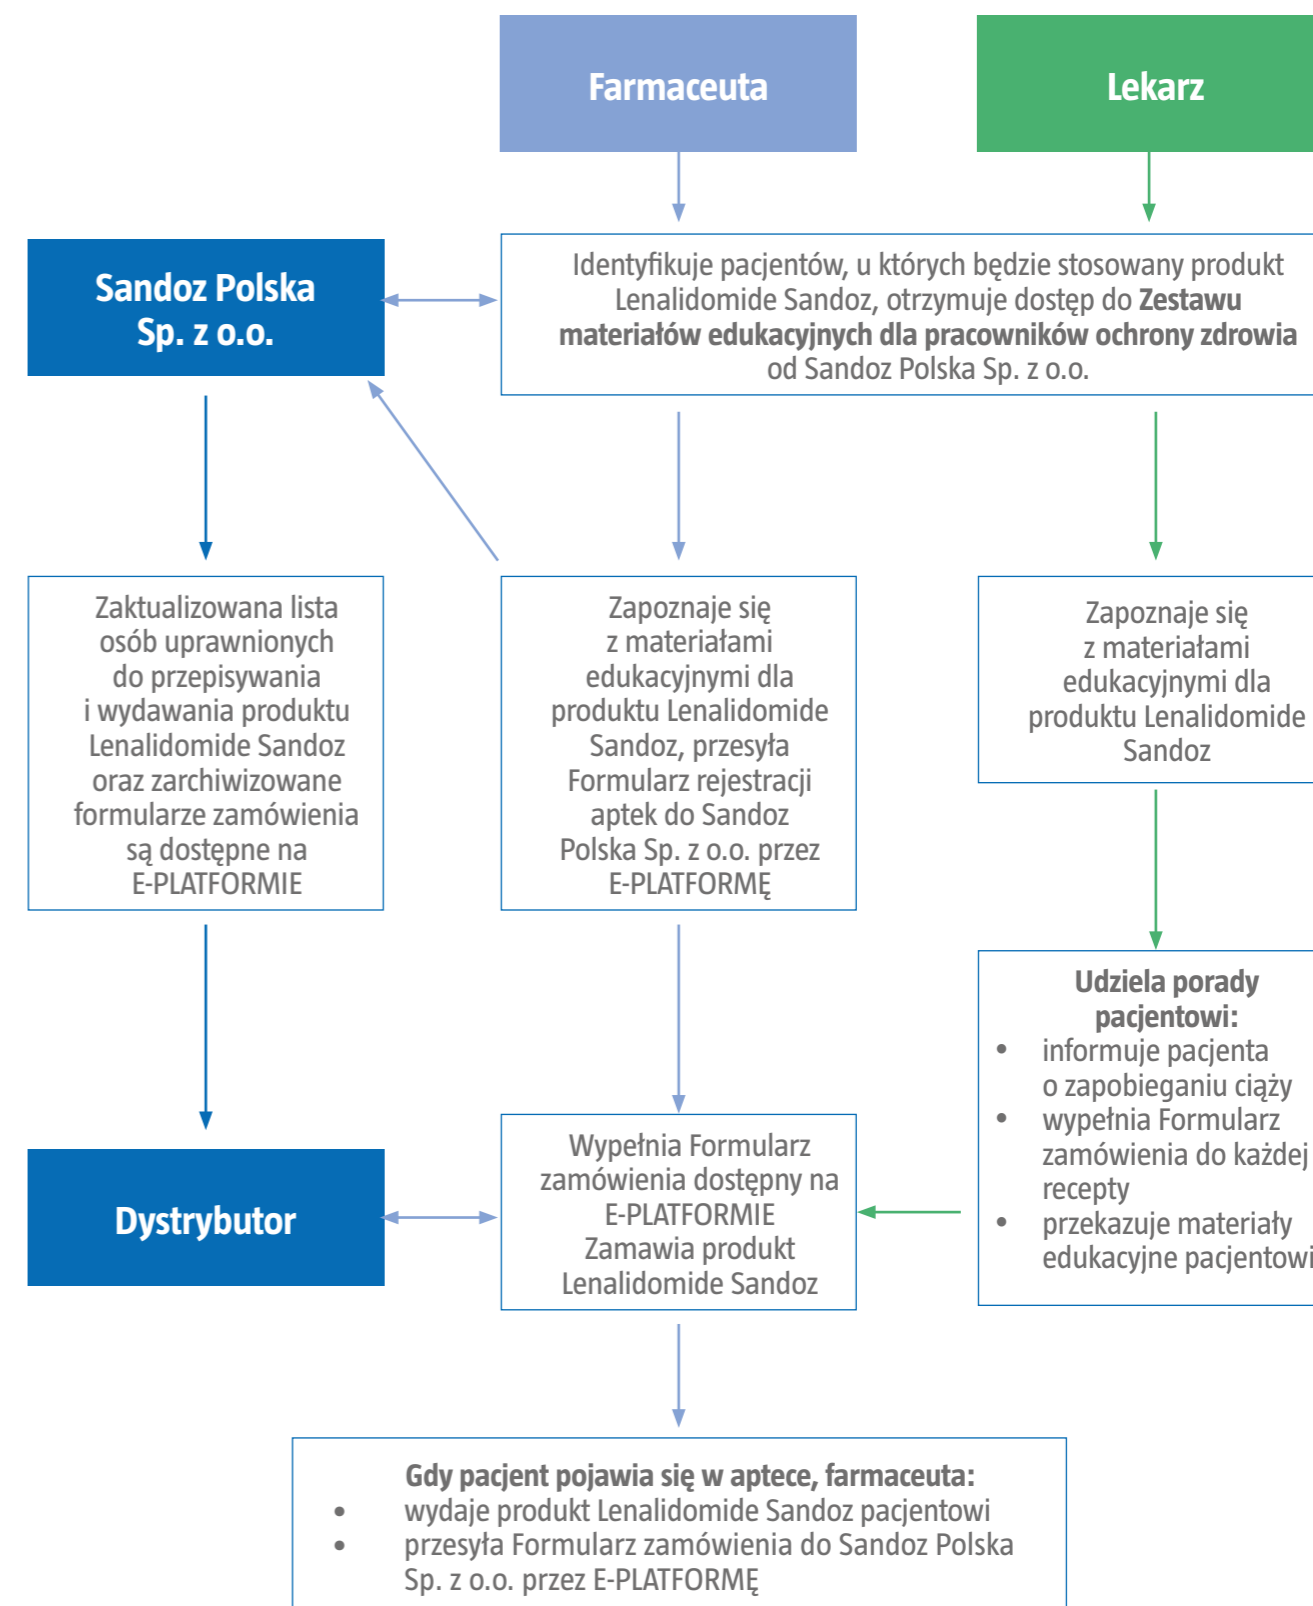 Farmaceuta
Lekarz
Sandoz Polska
Sp. z o.o.
Identyfikuje pacjentów, u których będzie stosowany produkt
Lenalidomide Sandoz, otrzymuje dostęp do Zestawu
materiałów edukacyjnych dla pracowników ochrony zdrowia
od Sandoz Polska Sp. z o.o.
Zaktualizowana lista
osób uprawnionych
do przepisywania
i wydawania produktu
Lenalidomide Sandoz
oraz zarchiwizowane
formularze zamówienia
są dostępne na
E-PLATFORMIE
Zapoznaje się
z materiałami
edukacyjnymi dla
produktu Lenalidomide
Sandoz, przesyła
Formularz rejestracji
aptek do Sandoz
Polska Sp. z o.o. przez
E-PLATFORMĘ
Zapoznaje się
z materiałami
edukacyjnymi dla
produktu Lenalidomide
Sandoz
Udziela porady
pacjentowi:
• informuje pacjenta
o zapobieganiu ciąży
• wypełnia Formularz
zamówienia do każdej
recepty
• przekazuje materiały
edukacyjne pacjentowi
Dystrybutor
Wypełnia Formularz
zamówienia dostępny na
E-PLATFORMIE
Zamawia produkt
Lenalidomide Sandoz
Gdy pacjent pojawia się w aptece, farmaceuta:
• wydaje produkt Lenalidomide Sandoz pacjentowi
• przesyła Formularz zamówienia do Sandoz Polska
Sp. z o.o. przez E-PLATFORMĘ